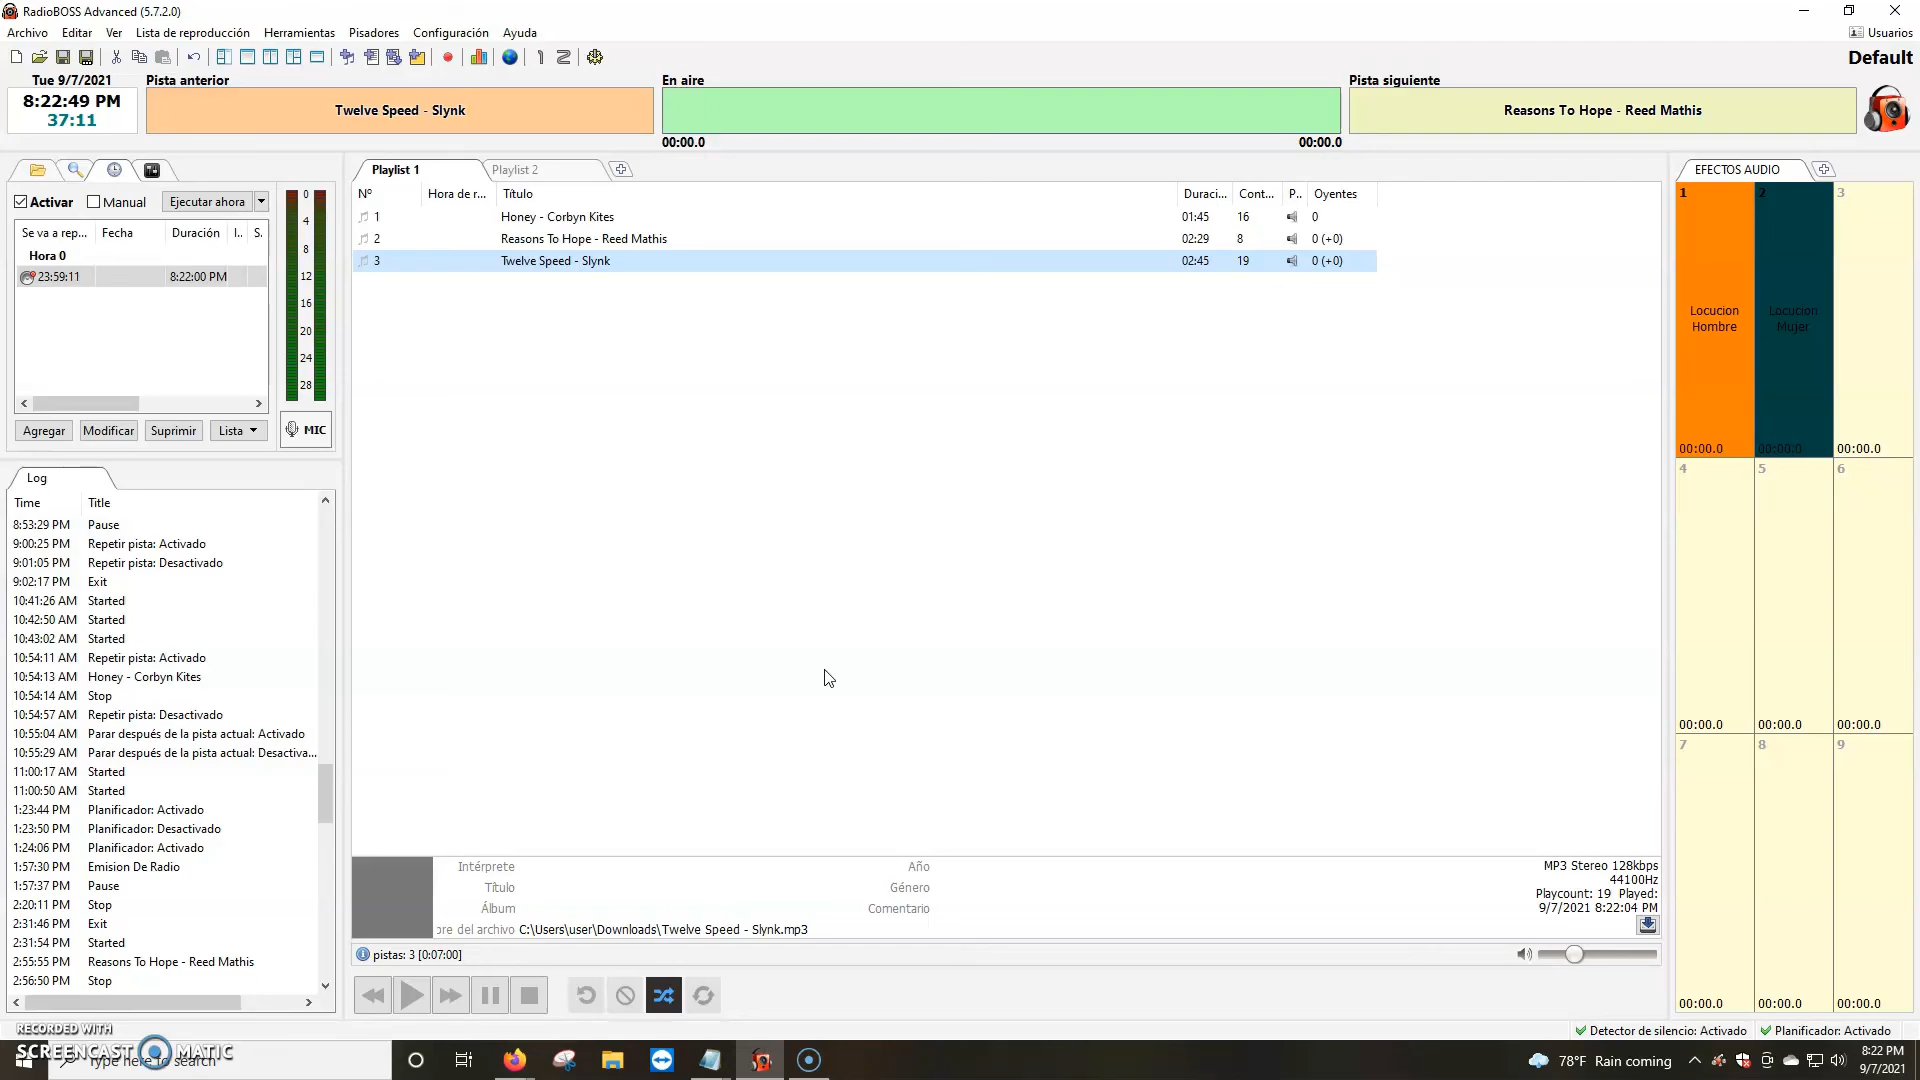 RadioBOSS Advanced (5.7.2.0)
Archivo Editar Ver Lista de reproducción Herramientas Pisadores Configuración Ayuda Usuarios
Default
Tue 9/7/2021
8:22:49 PM
37:11
Pista anterior
Twelve Speed - Slynk
En aire
00:00.0 00:00.0
Pista siguiente
Reasons To Hope - Reed Mathis
Activar Manual Ejecutar ahora
Se va a rep... Fecha Duración I.. S.
Hora 0
23:59:11 8:22:00 PM
Agregar Modificar Suprimir Lista
0
4
8
12
16
20
24
28
MIC
Log
Time Title
8:53:29 PM Pause
9:00:25 PM Repetir pista: Activado
9:01:05 PM Repetir pista: Desactivado
9:02:17 PM Exit
10:41:26 AM Started
10:42:50 AM Started
10:43:02 AM Started
10:54:11 AM Repetir pista: Activado
10:54:13 AM Honey - Corbyn Kites
10:54:14 AM Stop
10:54:57 AM Repetir pista: Desactivado
10:55:04 AM Parar después de la pista actual: Activado
10:55:29 AM Parar después de la pista actual: Desactiva...
11:00:17 AM Started
11:00:50 AM Started
1:23:44 PM Planificador: Activado
1:23:50 PM Planificador: Desactivado
1:24:06 PM Planificador: Activado
1:57:30 PM Emision De Radio
1:57:37 PM Pause
2:20:11 PM Stop
2:31:46 PM Exit
2:31:54 PM Started
2:55:55 PM Reasons To Hope - Reed Mathis
2:56:50 PM Stop
Playlist 1 Playlist 2
Nº Hora de r... Título Duraci... Cont... P.. Oyentes
1 Honey - Corbyn Kites 01:45 16 0
2 Reasons To Hope - Reed Mathis 02:29 8 0 (+0)
3 Twelve Speed - Slynk 02:45 19 0 (+0)
Intérprete Año
Título Género
Álbum Comentario
ore del archivo C:\Users\user\Downloads\Twelve Speed - Slynk.mp3
MP3 Stereo 128kbps
44100Hz
Playcount: 19 Played:
9/7/2021 8:22:04 PM
pistas: 3 [0:07:00]
EFECTOS AUDIO
1 2 3
Locucion Hombre
Locucion Mujer
00:00.0 00:00.0 00:00.0
4 5 6
00:00.0 00:00.0 00:00.0
7 8 9
00:00.0 00:00.0 00:00.0
Detector de silencio: Activado Planificador: Activado
RECORDED WITH
SCREENCAST MATIC
Type here to search
78°F Rain coming
8:22 PM
9/7/2021